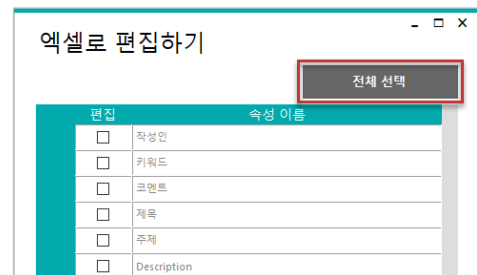 엑셀로 편집하기
전체 선택
편집 속성 이름
작성인
키워드
코멘트
제목
주제
Description